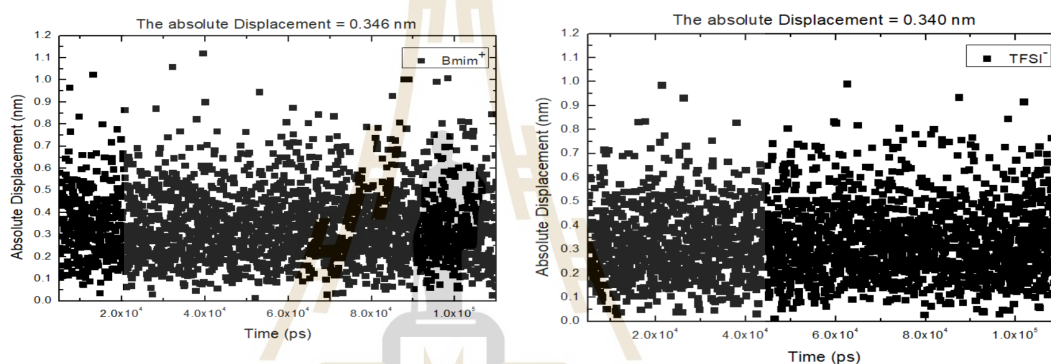 The absolute Displacement = 0.346 nm
Bmim⁺
Absolute Displacement (nm)
1.2
1.1
1.0
0.9
0.8
0.7
0.6
0.5
0.4
0.3
0.2
0.1
0.0
2.0x10⁴
4.0x10⁴
6.0x10⁴
8.0x10⁴
1.0x10⁵
Time (ps)
The absolute Displacement = 0.340 nm
TFSI⁻
Absolute Displacement (nm)
1.2
1.1
1.0
0.9
0.8
0.7
0.6
0.5
0.4
0.3
0.2
0.1
0.0
2.0x10⁴
4.0x10⁴
6.0x10⁴
8.0x10⁴
1.0x10⁵
Time (ps)